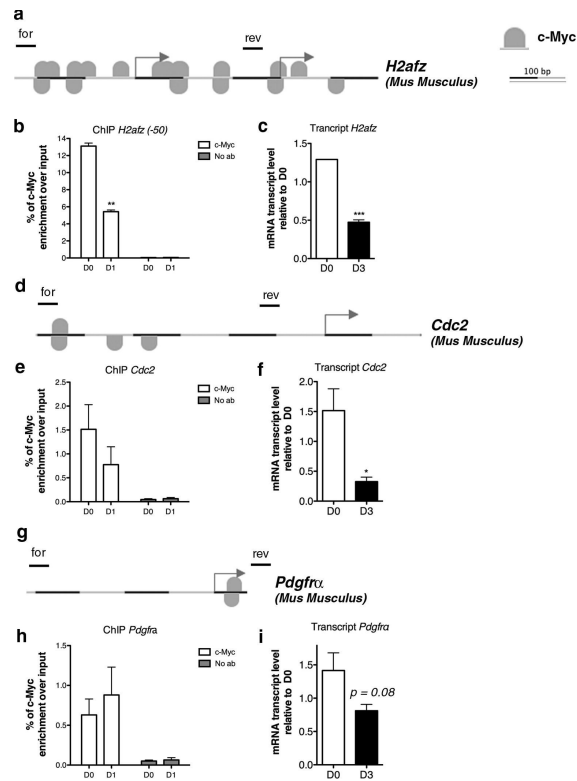 a
for
rev
c-Myc
H2afz
(Mus Musculus)
100 bp
b
ChIP H2afz (-50)
% of c-Myc
enrichment over input
14
12
10
8
6
4
2
0
**
D0 D1 D0 D1
c-Myc
No ab
c
Trancript H2afz
mRNA transcript level
relative to D0
1.5
1.0
0.5
0.0
***
D0 D3
d
for
rev
Cdc2
(Mus Musculus)
e
ChIP Cdc2
% of c-Myc
enrichment over input
2.5
2.0
1.5
1.0
0.5
0.0
D0 D1 D0 D1
c-Myc
No ab
f
Transcript Cdc2
mRNA transcript level
relative to D0
2.0
1.5
1.0
0.5
0.0
*
D0 D3
g
for
rev
Pdgfrα
(Mus Musculus)
h
ChIP Pdgfra
% of c-Myc
enrichment over input
1.5
1.0
0.5
0.0
D0 D1 D0 D1
c-Myc
No ab
i
Transcript Pdgfrα
mRNA transcript level
relative to D0
1.5
1.0
0.5
0.0
p = 0.08
D0 D3